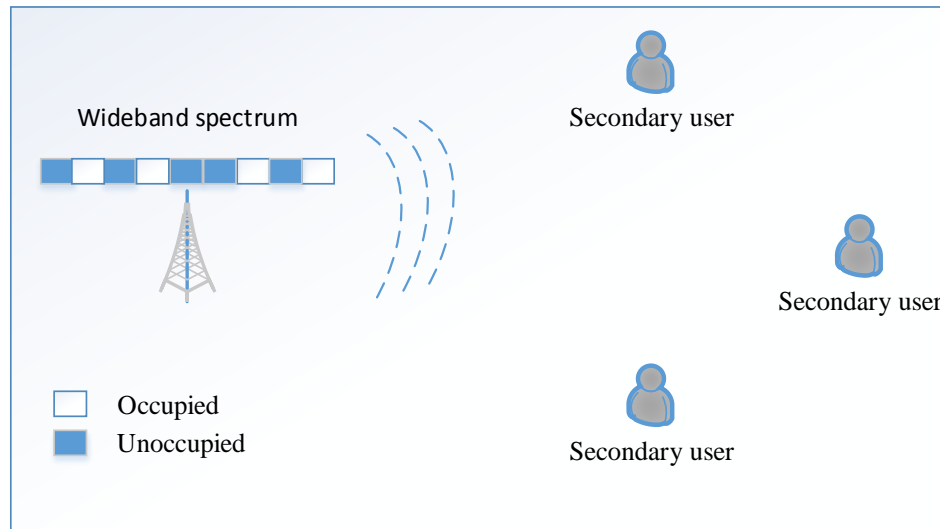 Secondary user
Wideband spectrum
Secondary user
Occupied
Unoccupied
Secondary user